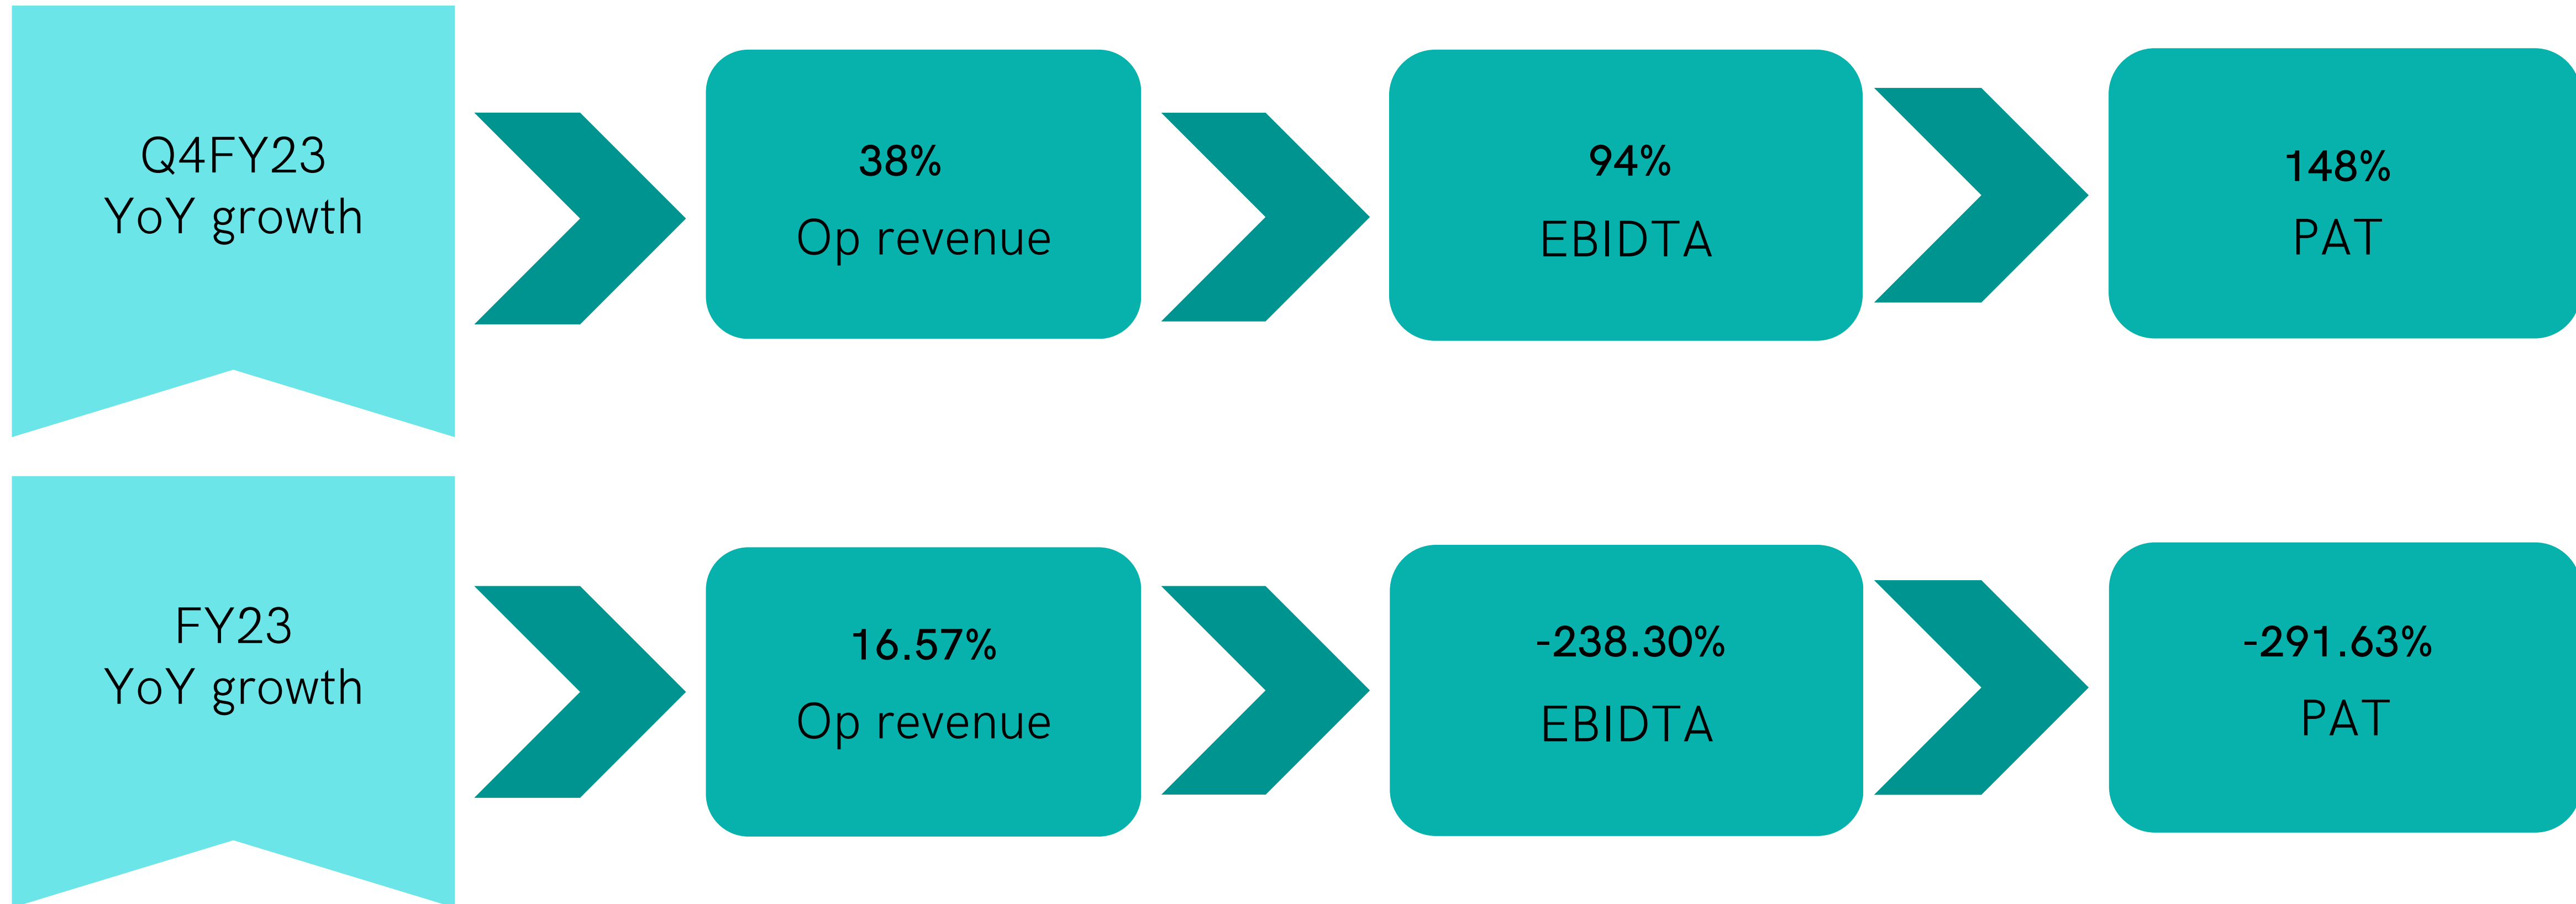 Q4FY23
YoY growth
38%
Op revenue
94%
EBIDTA
148%
PAT
FY23
YoY growth
16.57%
Op revenue
-238.30%
EBIDTA
-291.63%
PAT